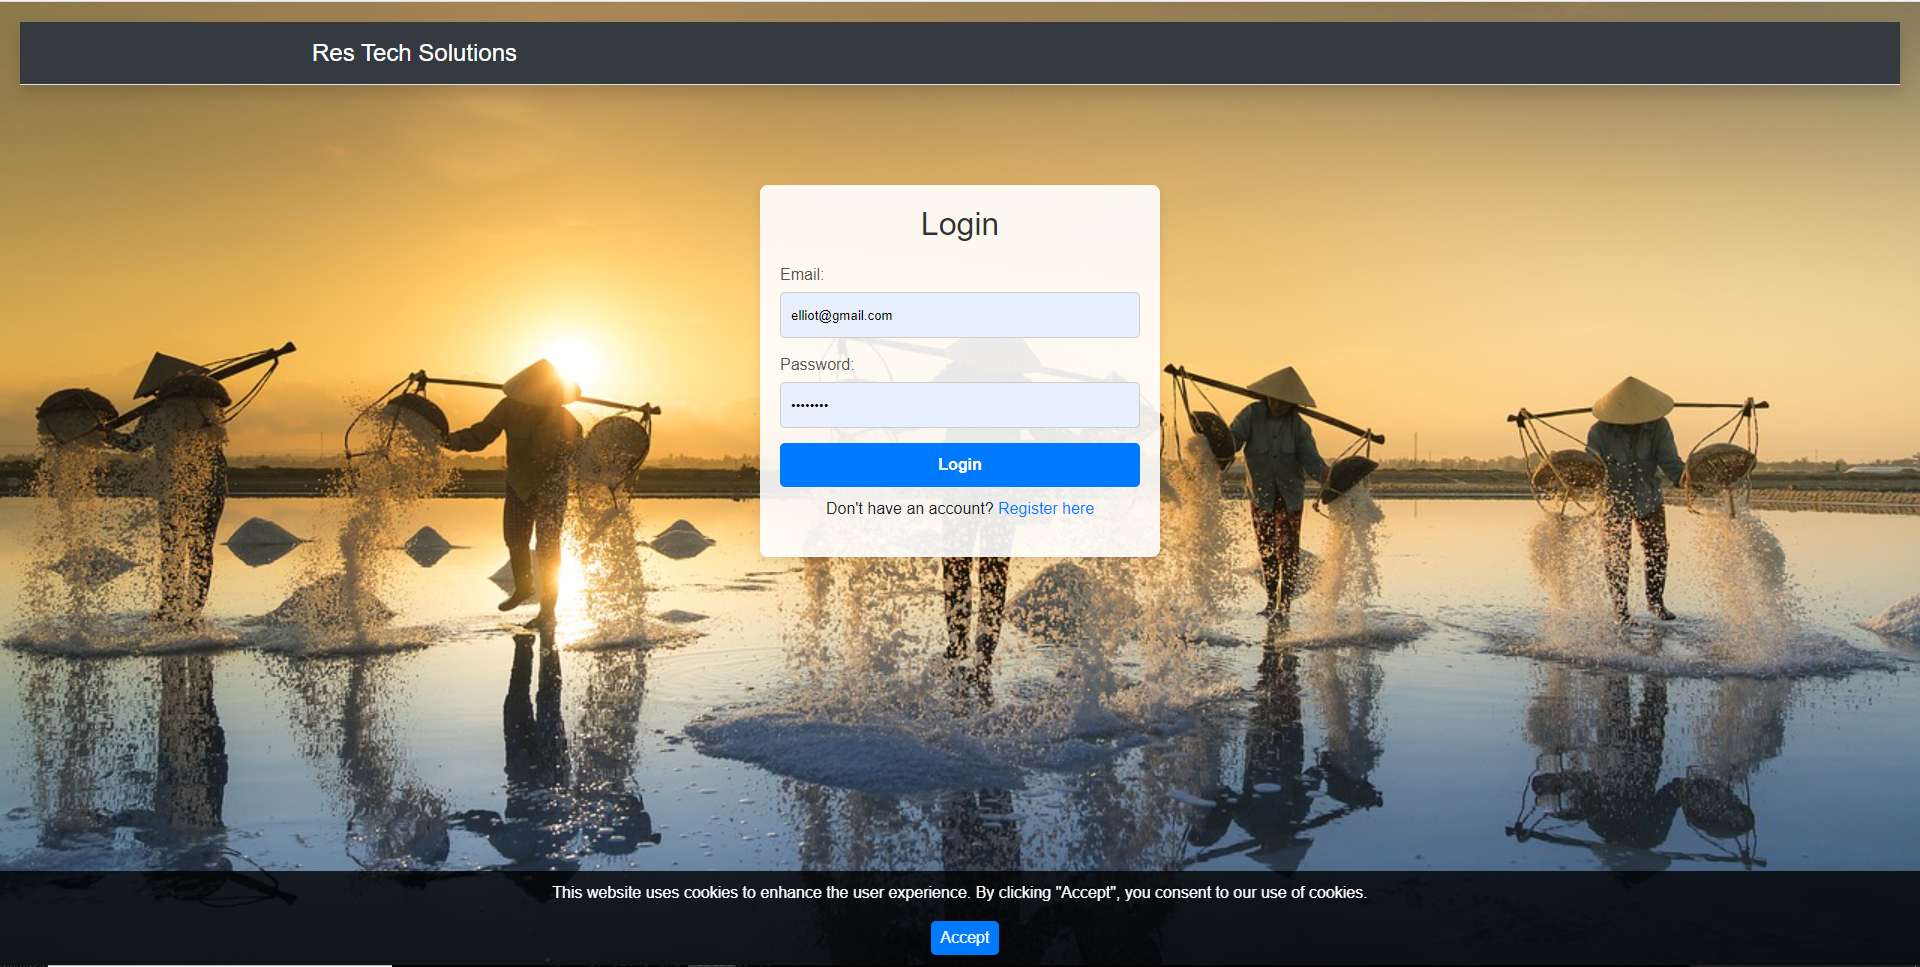 Res Tech Solutions
Login
Email:
elliot@gmail.com
Password:
••••••••
Login
Don't have an account? Register here
This website uses cookies to enhance the user experience. By clicking "Accept", you consent to our use of cookies.
Accept